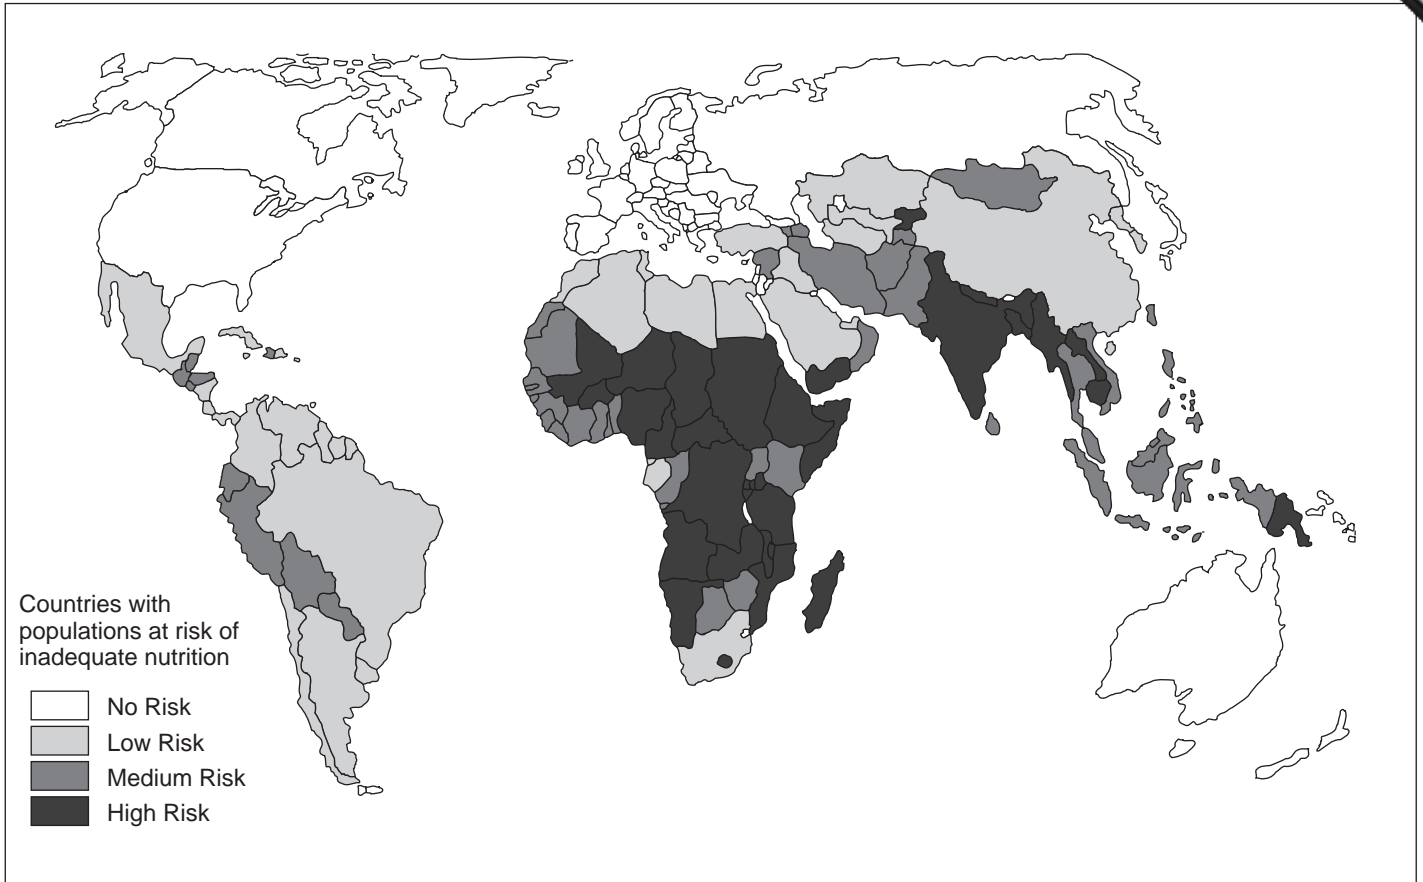 Countries with
populations at risk of
inadequate nutrition
No Risk
Low Risk
Medium Risk
High Risk